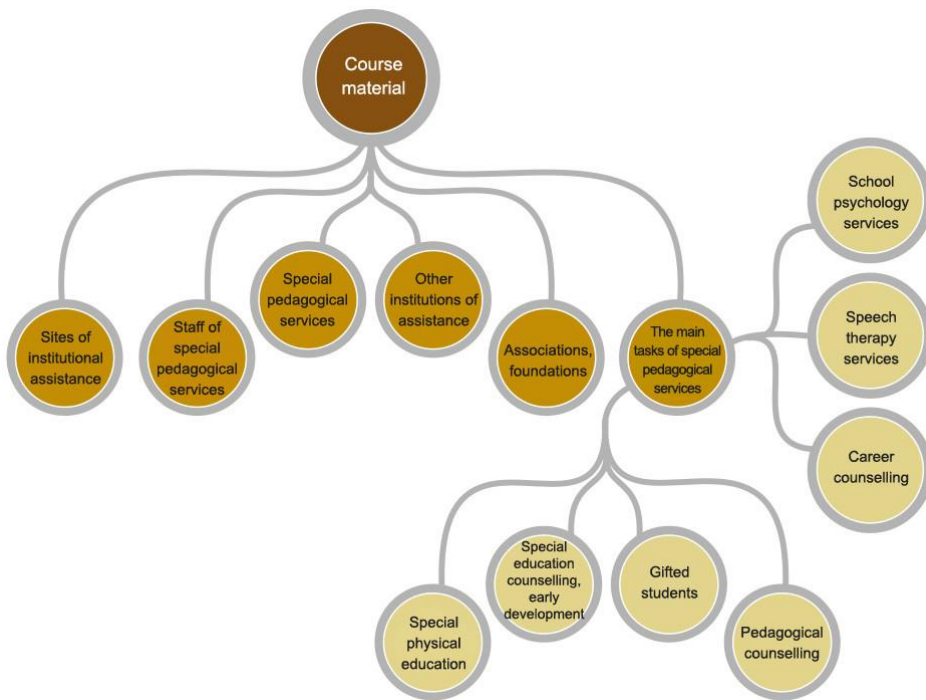 Course
material
Sites of
institutional
assistance
Staff of
special
pedagogical
services
Special
pedagogical
services
Other
institutions of
assistance
Associations,
foundations
The main
tasks of special
pedagogical
services
School
psychology
services
Speech
therapy
services
Career
counselling
Special
physical
education
Special
education
counselling,
early
development
Gifted
students
Pedagogical
counselling